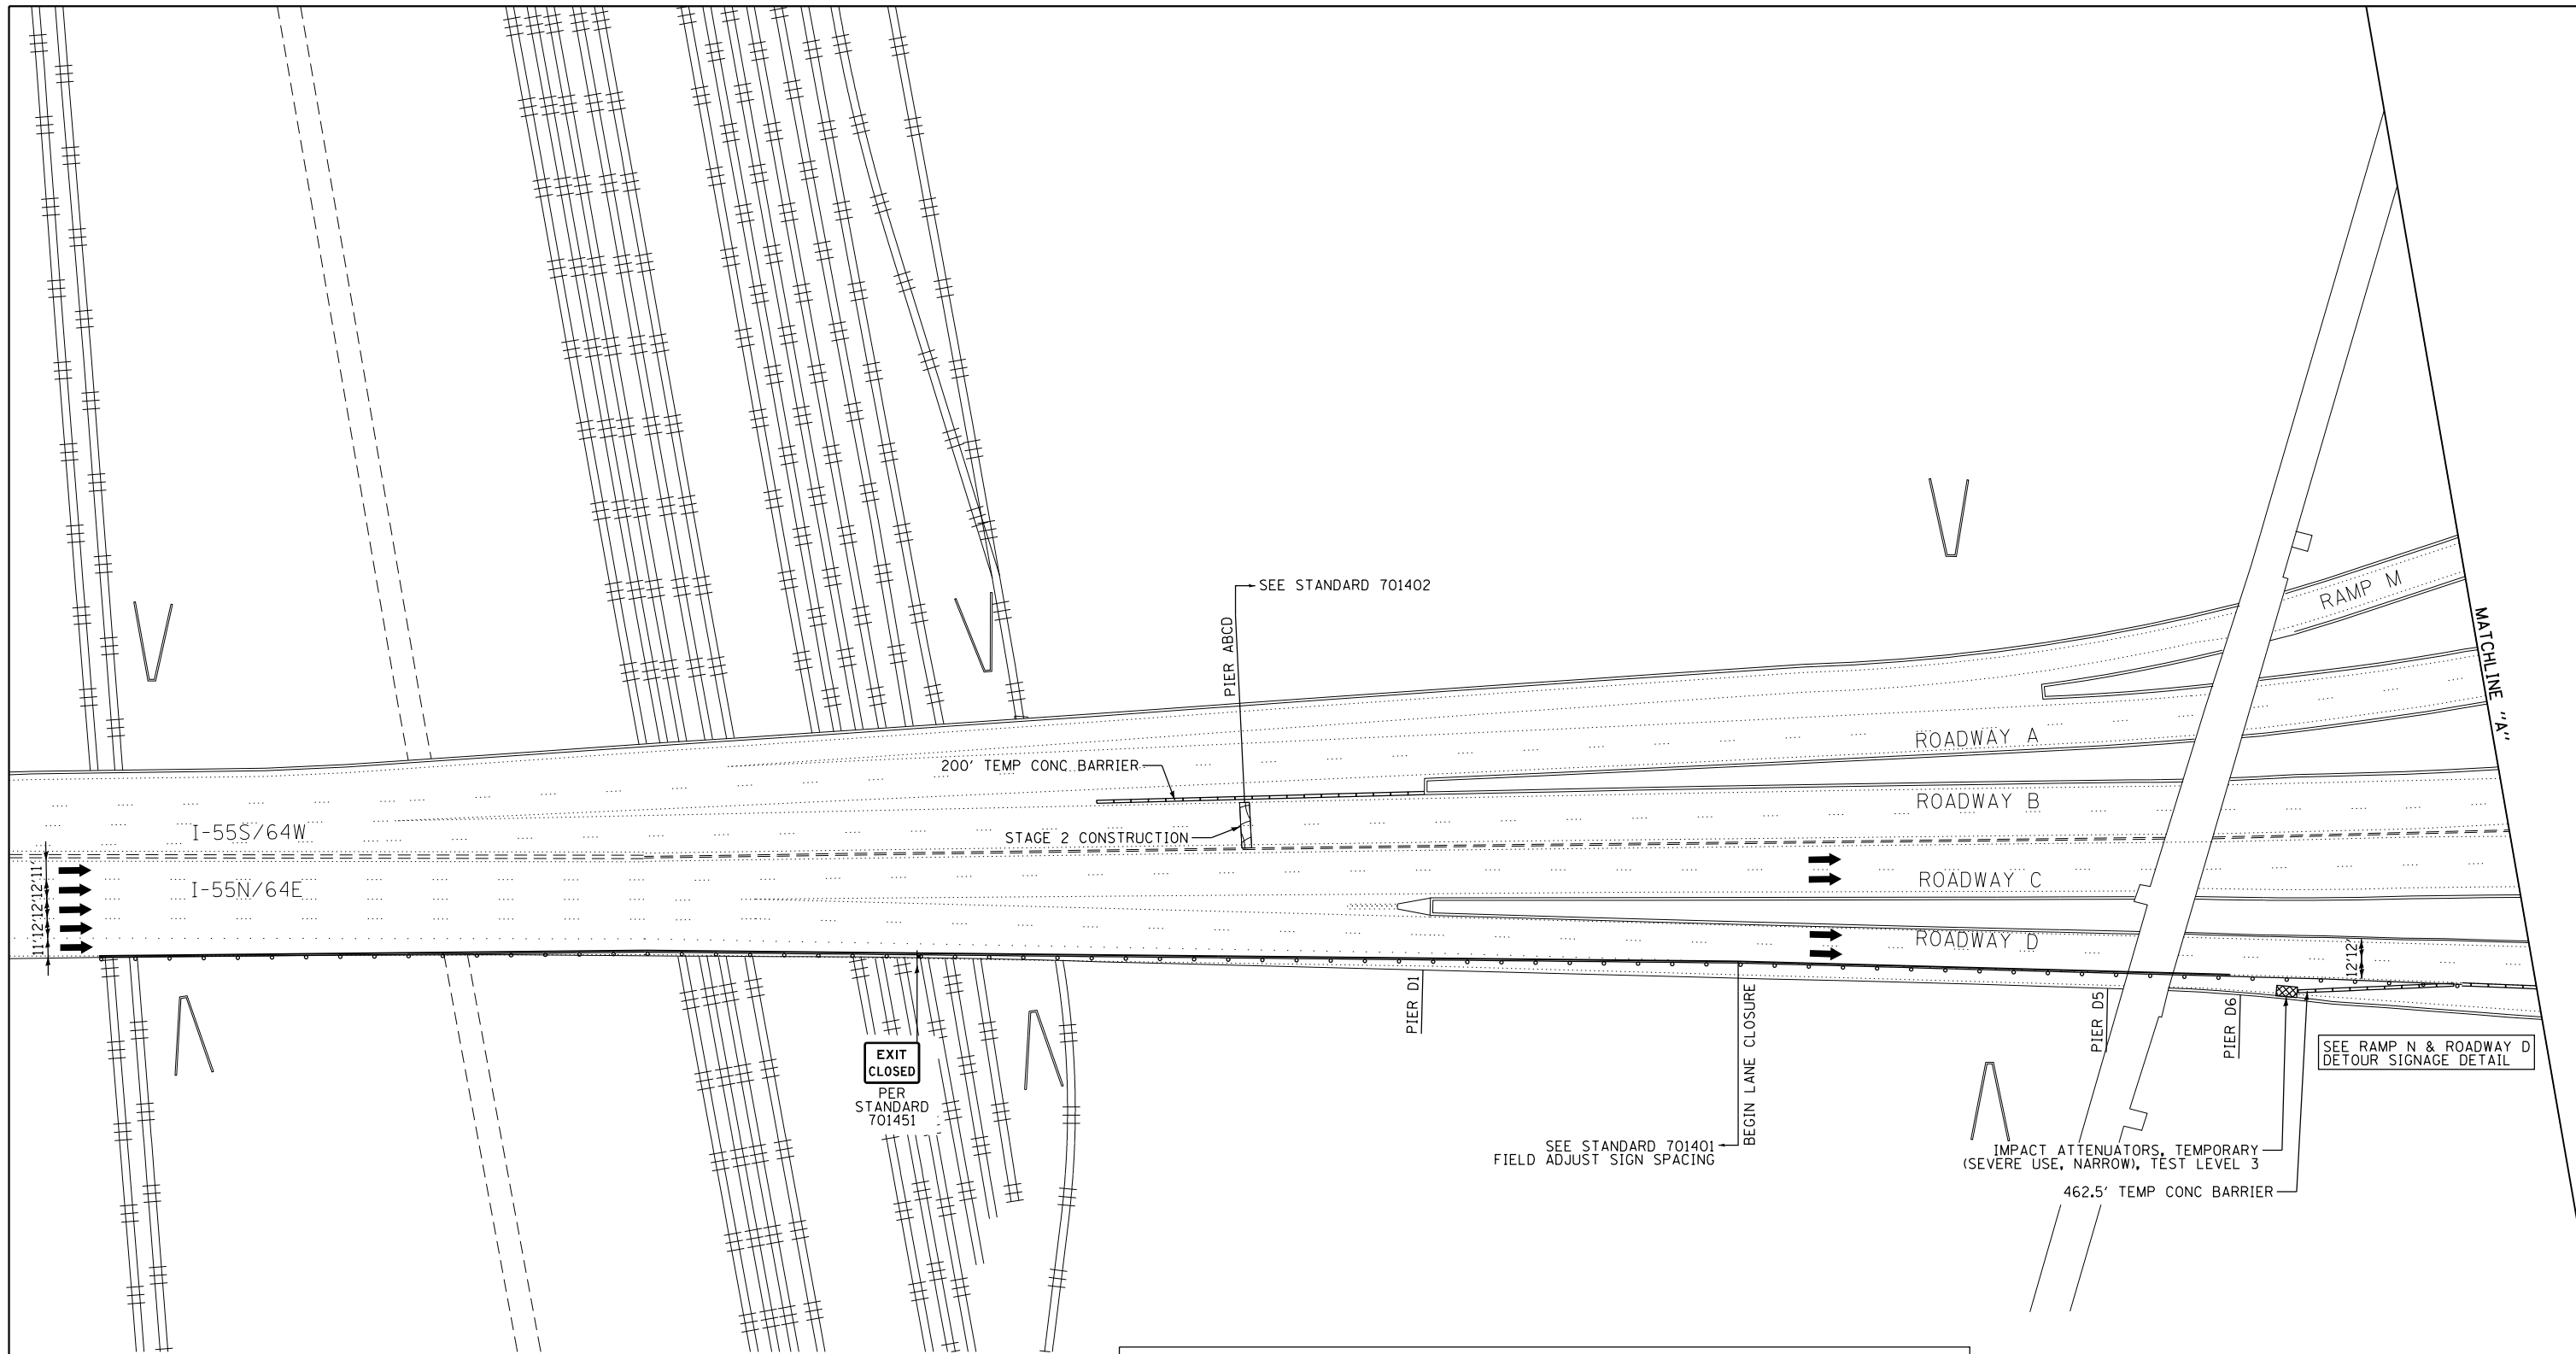 SEE STANDARD 701402
PIER ABCD
RAMP M
MATCHLINE "A"
ROADWAY A
200' TEMP CONC BARRIER
ROADWAY B
I-55S/64W
STAGE 2 CONSTRUCTION
I-55N/64E
11'12'12'12'11'
ROADWAY C
ROADWAY D
12'12'
PIER D1
BEGIN LANE CLOSURE
PIER D5
PIER D6
EXIT
CLOSED
PER
STANDARD
701451
SEE RAMP N & ROADWAY D
DETOUR SIGNAGE DETAIL
SEE STANDARD 701401
FIELD ADJUST SIGN SPACING
IMPACT ATTENUATORS, TEMPORARY
(SEVERE USE, NARROW), TEST LEVEL 3
462.5' TEMP CONC BARRIER